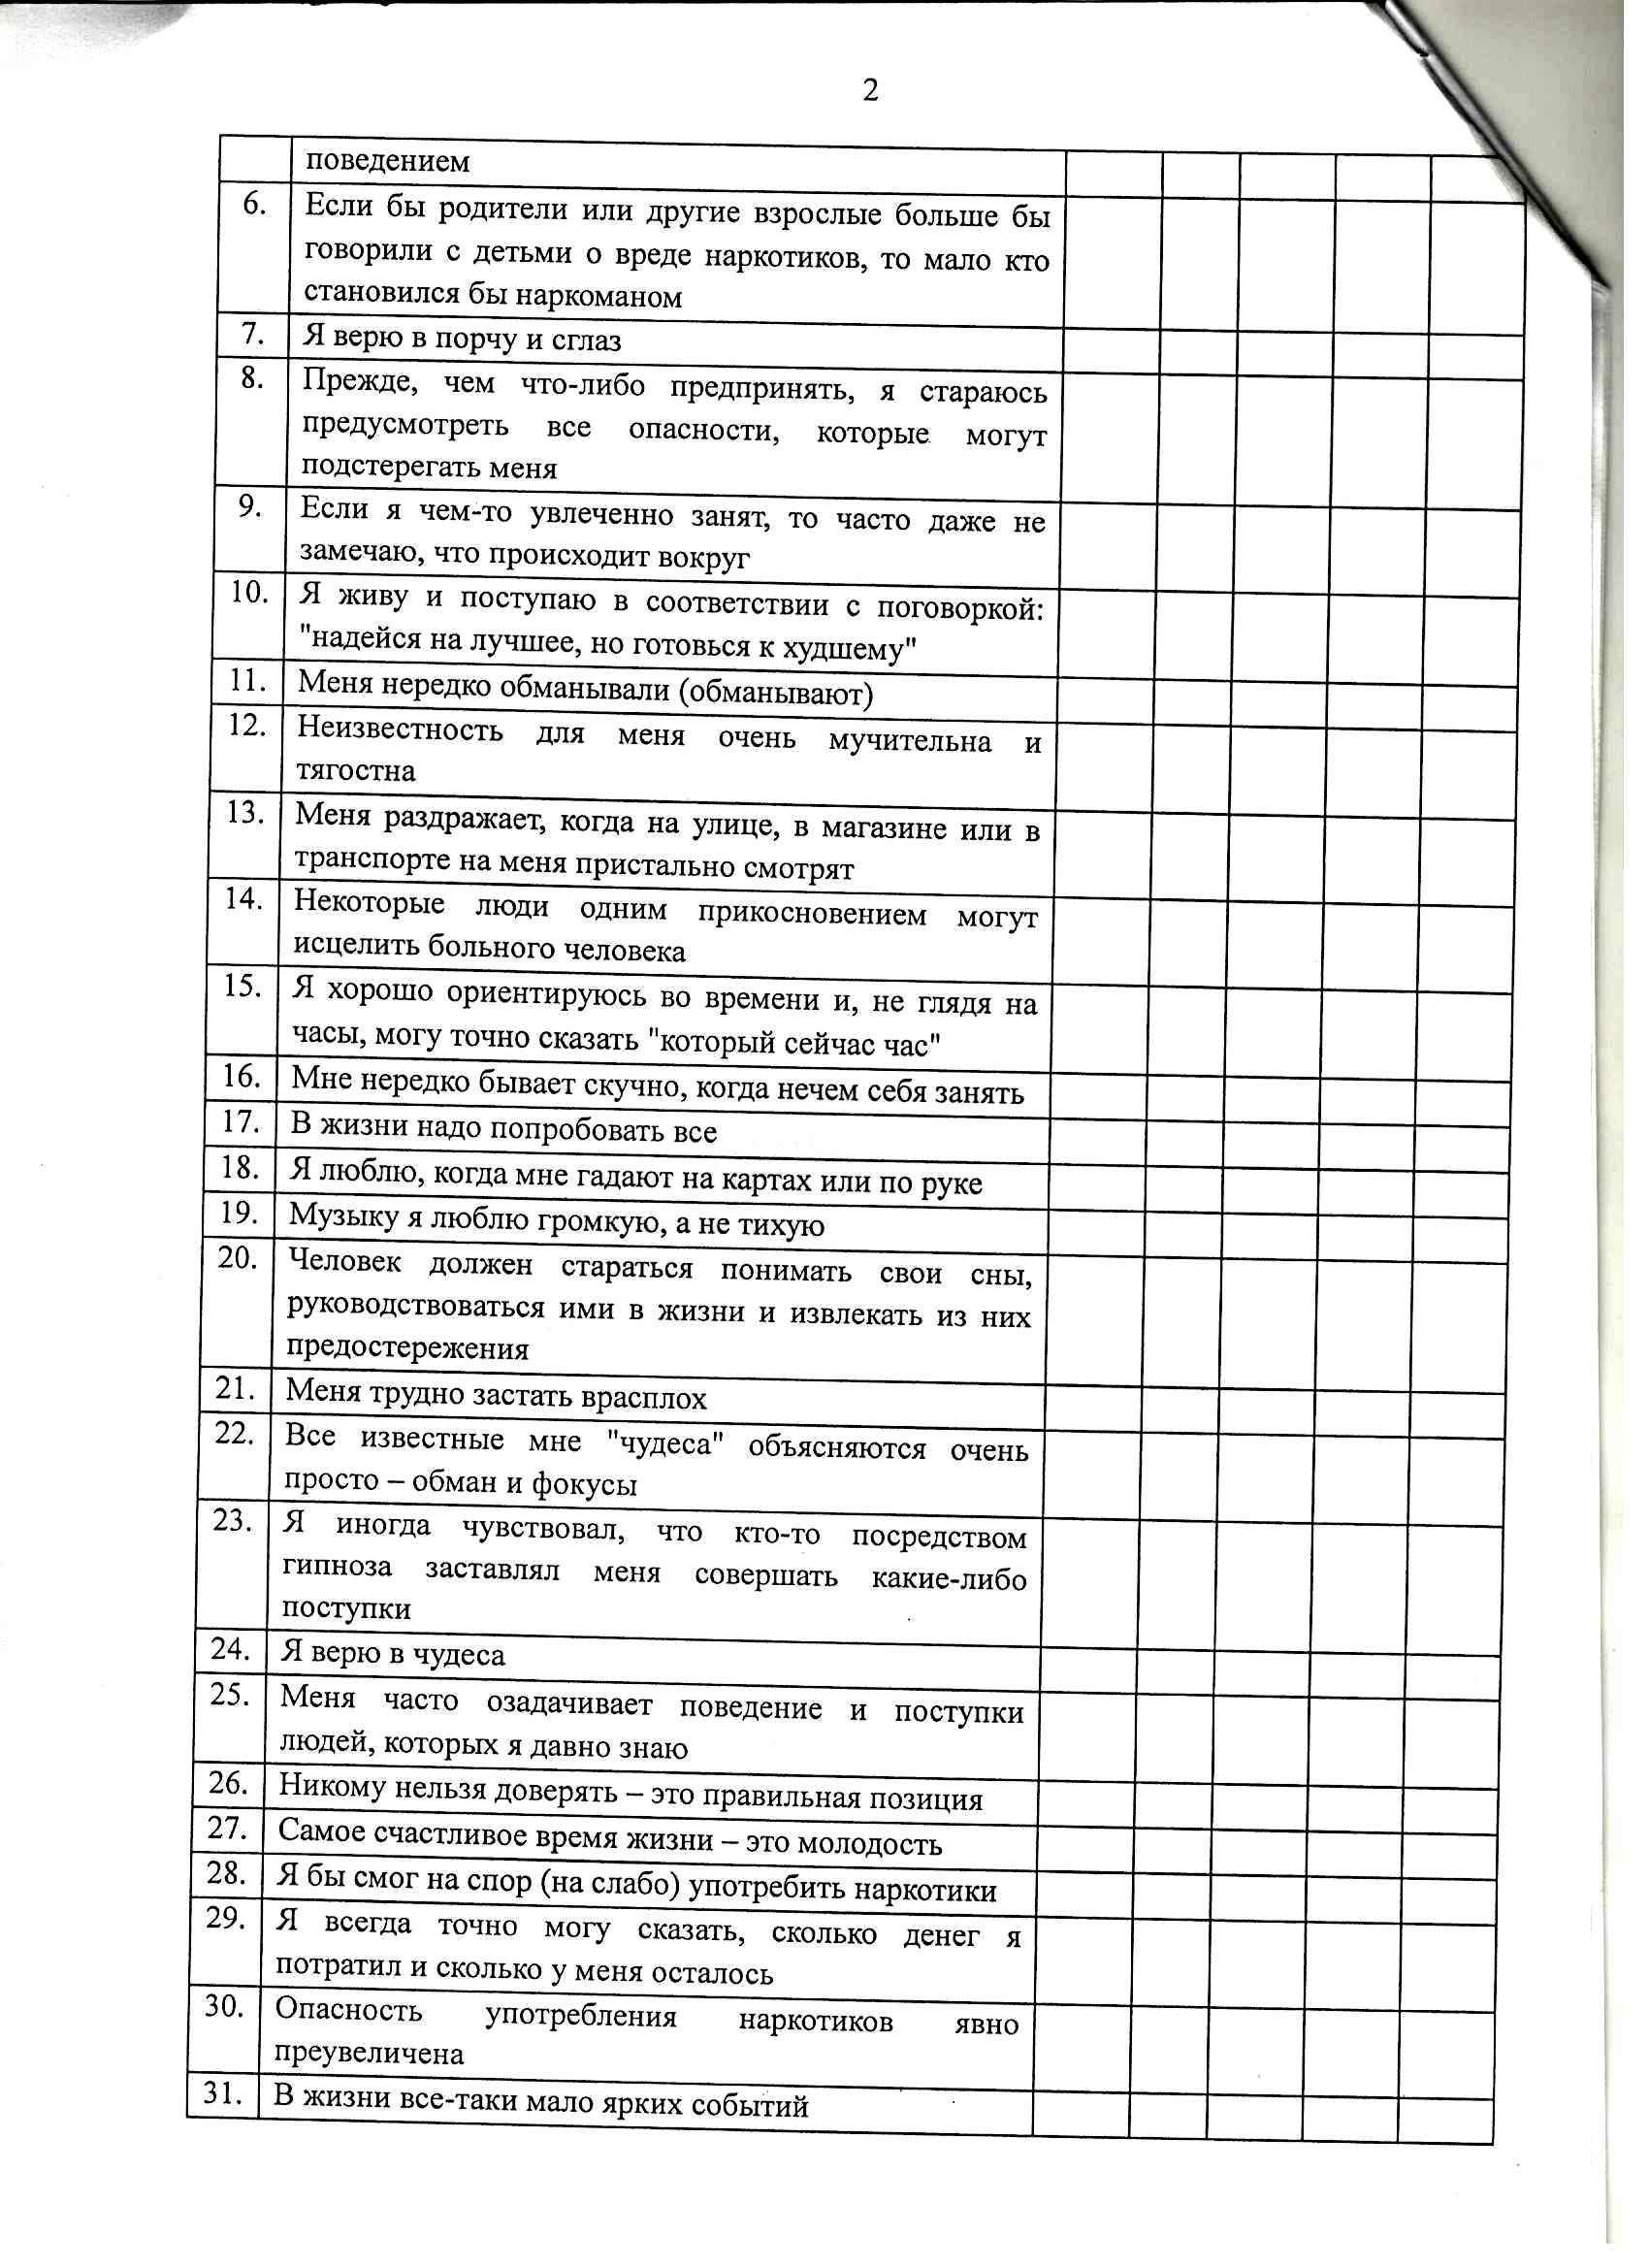 2
поведением
6. Если бы родители или другие взрослые больше бы
говорили с детьми о вреде наркотиков, то мало кто
становился бы наркоманом
7. Я верю в порчу и сглаз
8. Прежде, чем что-либо предпринять, я стараюсь
предусмотреть все опасности, которые могут
подстерегать меня
9. Если я чем-то увлеченно занят, то часто даже не
замечаю, что происходит вокруг
10. Я живу и поступаю в соответствии с поговоркой:
"надейся на лучшее, но готовься к худшему"
11. Меня нередко обманывали (обманывают)
12. Неизвестность для меня очень мучительна и
тягостна
13. Меня раздражает, когда на улице, в магазине или в
транспорте на меня пристально смотрят
14. Некоторые люди одним прикосновением могут
исцелить больного человека
15. Я хорошо ориентируюсь во времени и, не глядя на
часы, могу точно сказать "который сейчас час"
16. Мне нередко бывает скучно, когда нечем себя занять
17. В жизни надо попробовать все
18. Я люблю, когда мне гадают на картах или по руке
19. Музыку я люблю громкую, а не тихую
20. Человек должен стараться понимать свои сны,
руководствоваться ими в жизни и извлекать из них
предостережения
21. Меня трудно застать врасплох
22. Все известные мне "чудеса" объясняются очень
просто – обман и фокусы
23. Я иногда чувствовал, что кто-то посредством
гипноза заставлял меня совершать какие-либо
поступки
24. Я верю в чудеса
25. Меня часто озадачивает поведение и поступки
людей, которых я давно знаю
26. Никому нельзя доверять – это правильная позиция
27. Самое счастливое время жизни – это молодость
28. Я бы смог на спор (на слабо) употребить наркотики
29. Я всегда точно могу сказать, сколько денег я
потратил и сколько у меня осталось
30. Опасность употребления наркотиков явно
преувеличена
31. В жизни все-таки мало ярких событий